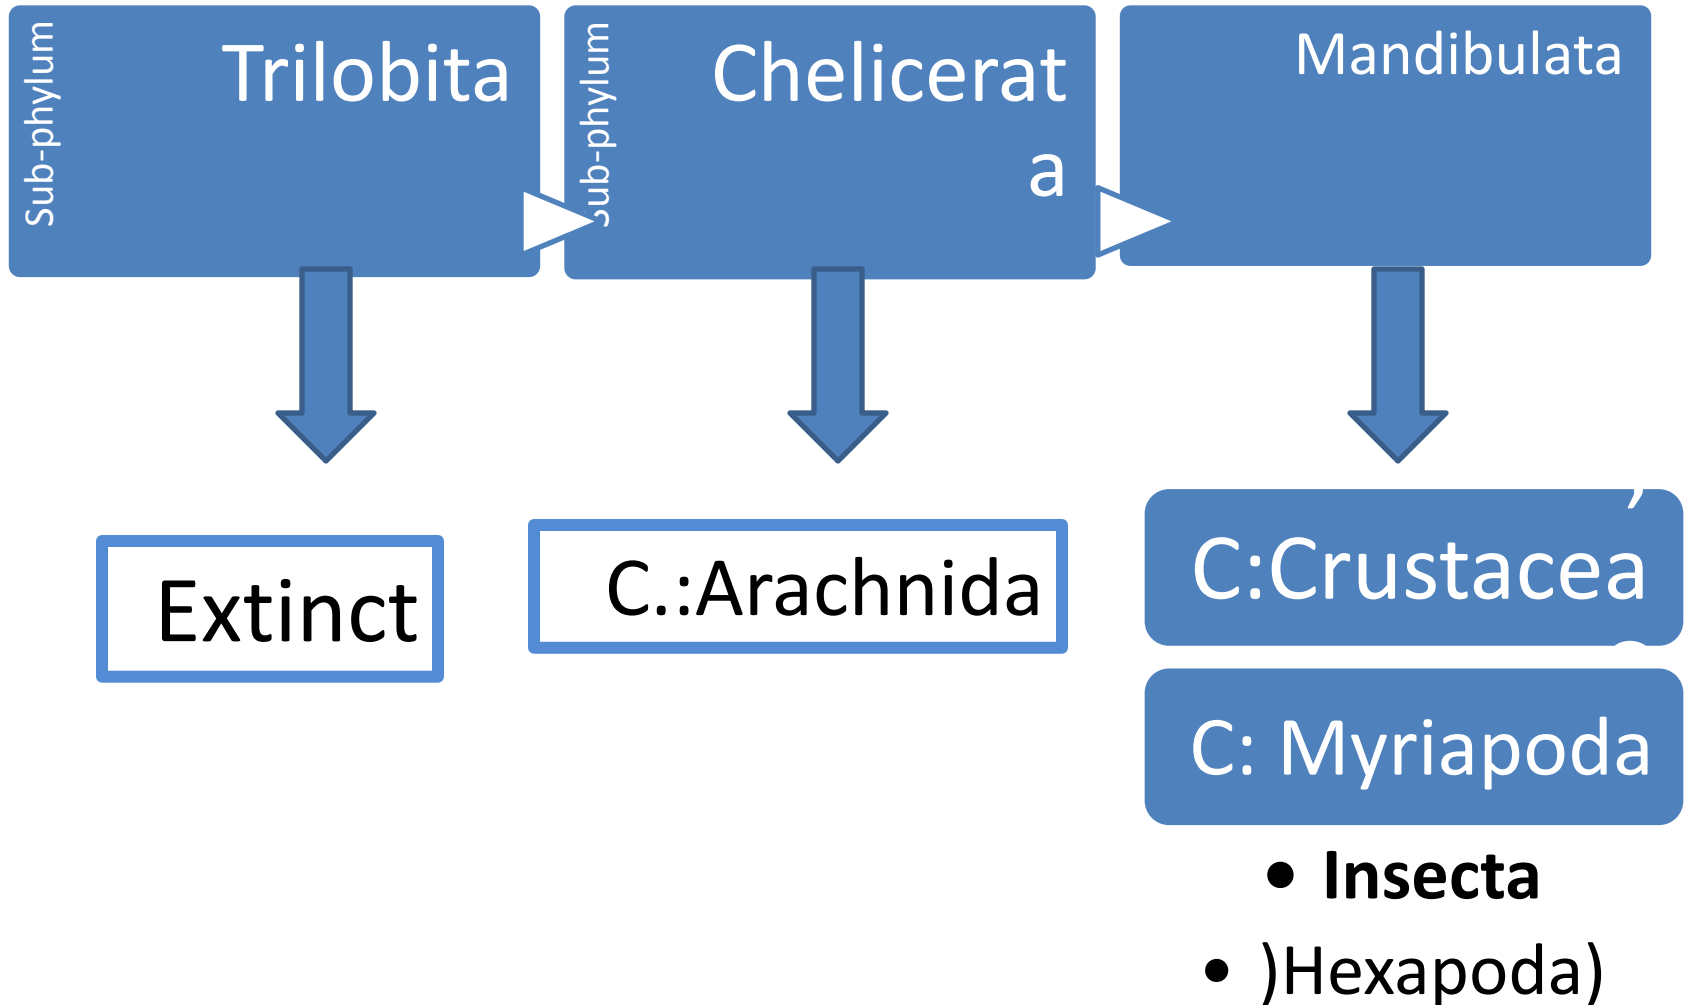 Sub-phylum
Trilobita
Sub-phylum
Chelicerat
a
Mandibulata
Extinct
C.:Arachnida
C:Crustacea
C: Myriapoda
• Insecta
• )Hexapoda)